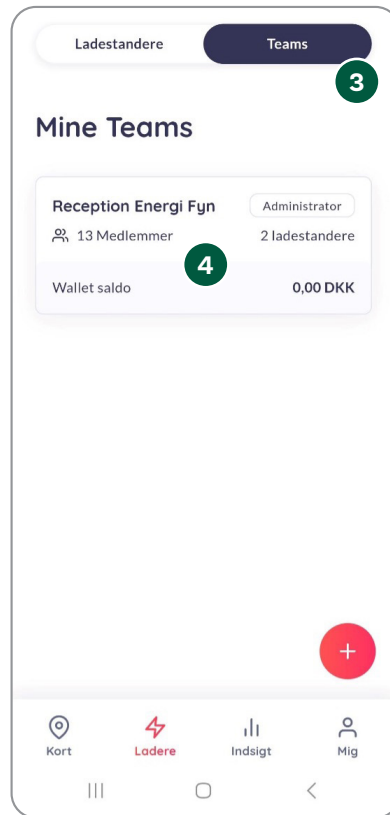 Ladestandere Teams
3
Mine Teams
Reception Energi Fyn Administrator
13 Medlemmer 2 ladestandere
4
Wallet saldo 0,00 DKK
+
Kort Ladere Indsigt Mig